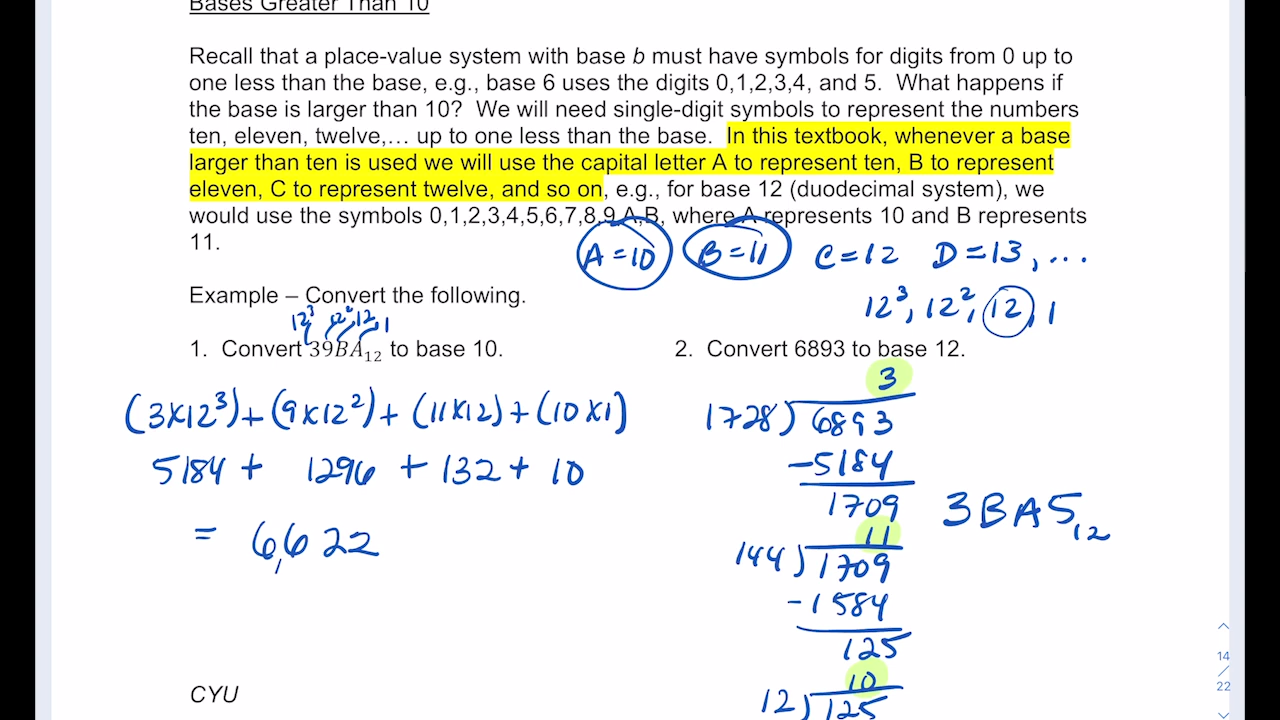 Bases Greater Than 10
Recall that a place-value system with base b must have symbols for digits from 0 up to
one less than the base, e.g., base 6 uses the digits 0,1,2,3,4, and 5. What happens if
the base is larger than 10? We will need single-digit symbols to represent the numbers
ten, eleven, twelve,… up to one less than the base. In this textbook, whenever a base
larger than ten is used we will use the capital letter A to represent ten, B to represent
eleven, C to represent twelve, and so on, e.g., for base 12 (duodecimal system), we
would use the symbols 0,1,2,3,4,5,6,7,8,9,A,B, where A represents 10 and B represents
11.
A = 10 B = 11 C = 12 D = 13, ...
Example – Convert the following.
12³, 12², 12, 1
12³ 12² 12 1
1. Convert 39BA₁₂ to base 10.
(3×12³) + (9×12²) + (11×12) + (10×1)
5184 + 1296 + 132 + 10
= 6,622
2. Convert 6893 to base 12.
3
1728 ) 6893
-5184
1709
3BA5₁₂
11
144 ) 1709
-1584
125
10
12 ) 125
CYU
14
/
22